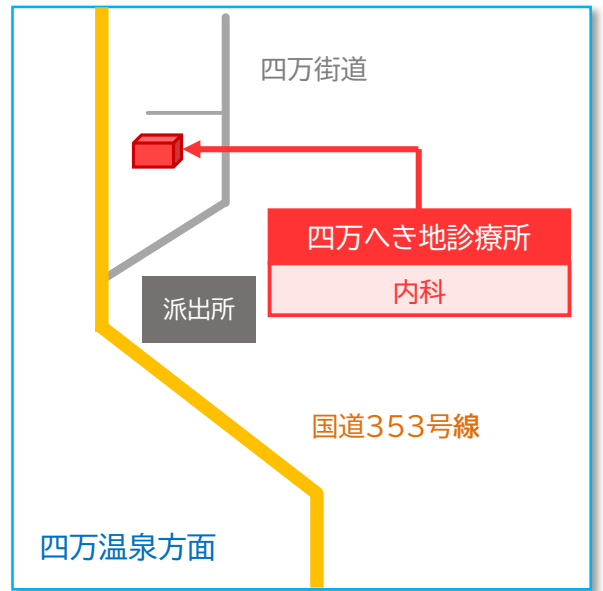 四万街道
四万へき地診療所
内科
派出所
国道353号線
四万温泉方面